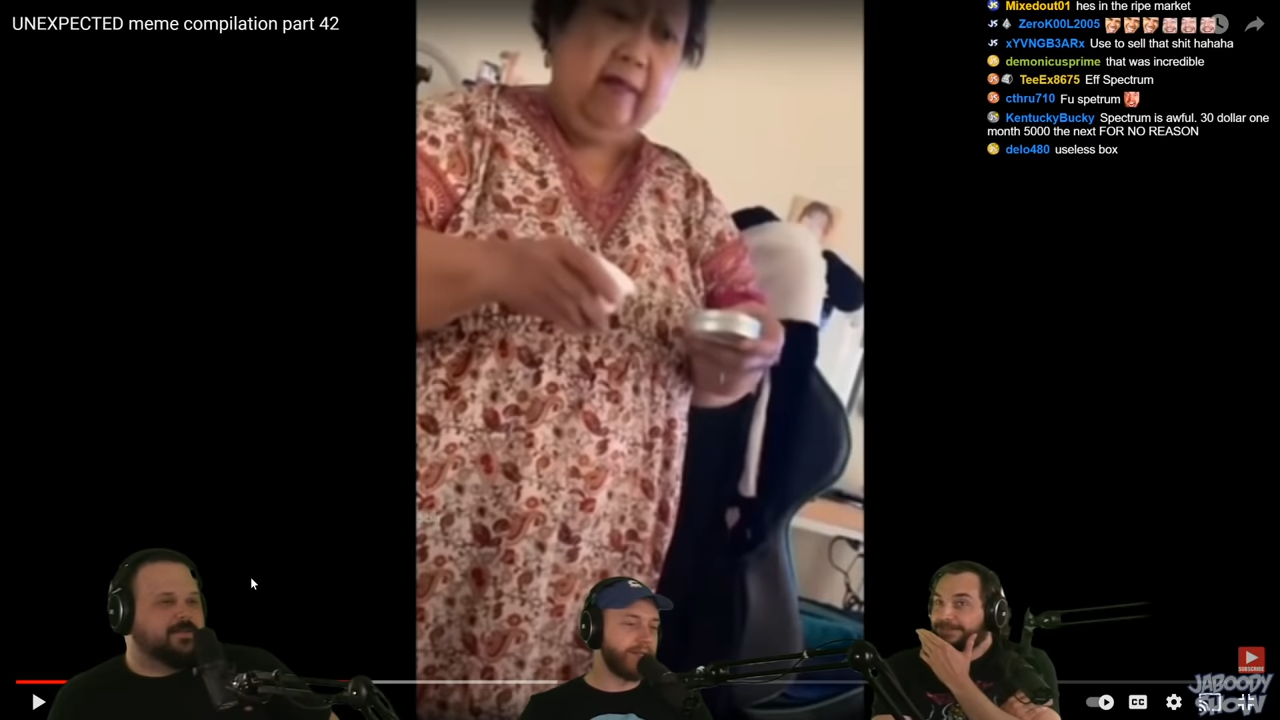 UNEXPECTED meme compilation part 42
Mixedout01 hes in the ripe market
ZeroK00L2005
xYVNGB3ARx Use to sell that shit hahaha
demonicusprime that was incredible
TeeEx8675 Eff Spectrum
cthru710 Fu spetrum
KentuckyBucky Spectrum is awful. 30 dollar one
month 5000 the next FOR NO REASON
delo480 useless box
SUBSCRIBE
JABOODY
SHOW
CC